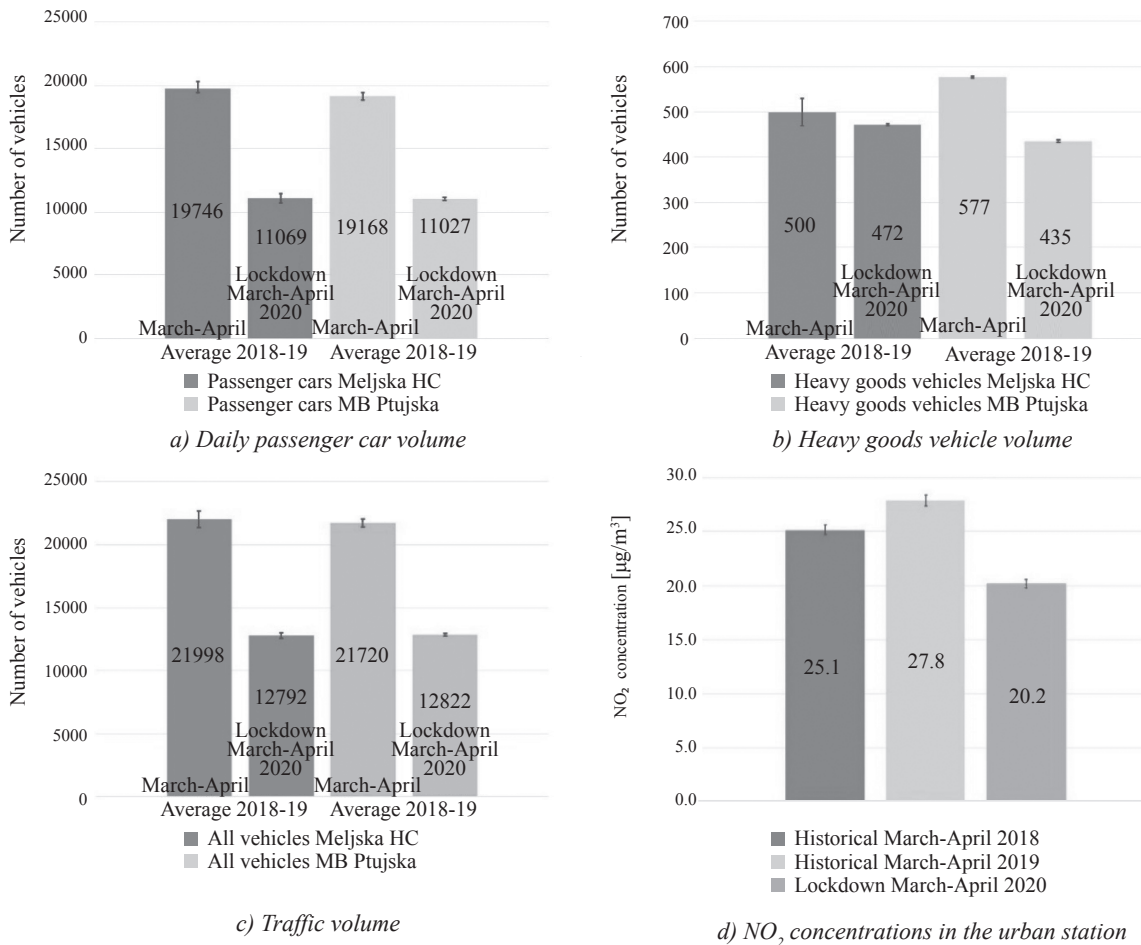 25000
20000
15000
10000
5000
0
Number of vehicles
19746
11069
19168
11027
Lockdown
March-April
2020
Lockdown
March-April
2020
March-April
March-April
Average 2018-19
Average 2018-19
Passenger cars Meljska HC
Passenger cars MB Ptujska
a) Daily passenger car volume
700
600
500
400
300
200
100
0
Number of vehicles
500
472
577
435
Lockdown
March-April
2020
Lockdown
March-April
2020
March-April
March-April
Average 2018-19
Average 2018-19
Heavy goods vehicles Meljska HC
Heavy goods vehicles MB Ptujska
b) Heavy goods vehicle volume
25000
20000
15000
10000
5000
0
Number of vehicles
21998
12792
21720
12822
Lockdown
March-April
2020
Lockdown
March-April
2020
March-April
March-April
Average 2018-19
Average 2018-19
All vehicles Meljska HC
All vehicles MB Ptujska
c) Traffic volume
30.0
25.0
20.0
15.0
10.0
5.0
0.0
NO₂ concentration [µg/m³]
25.1
27.8
20.2
Historical March-April 2018
Historical March-April 2019
Lockdown March-April 2020
d) NO₂ concentrations in the urban station